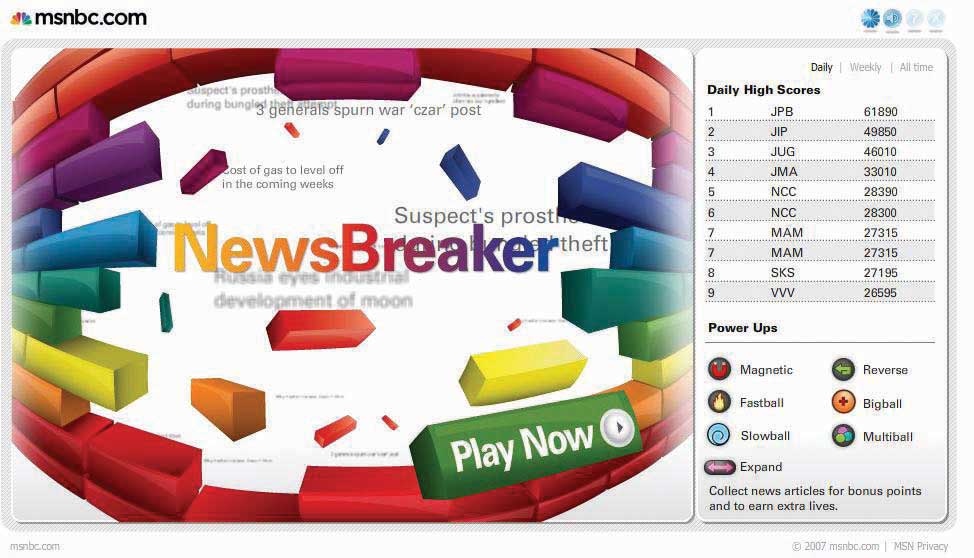 msnbc.com
Suspect's
during bungled theft attempt
3 generals spurn war 'czar' post
Cost of gas to level off
in the coming weeks
Suspect's prosthe
during bungled theft
NewsBreaker
Russia eyes industrial
development of moon
Play Now
Daily | Weekly | All time
Daily High Scores
1 JPB 61890
2 JIP 49850
3 JUG 46010
4 JMA 33010
5 NCC 28390
6 NCC 28300
7 MAM 27315
7 MAM 27315
8 SKS 27195
9 VVV 26595
Power Ups
Magnetic Reverse
Fastball Bigball
Slowball Multiball
Expand
Collect news articles for bonus points
and to earn extra lives.
msnbc.com
© 2007 msnbc.com | MSN Privacy